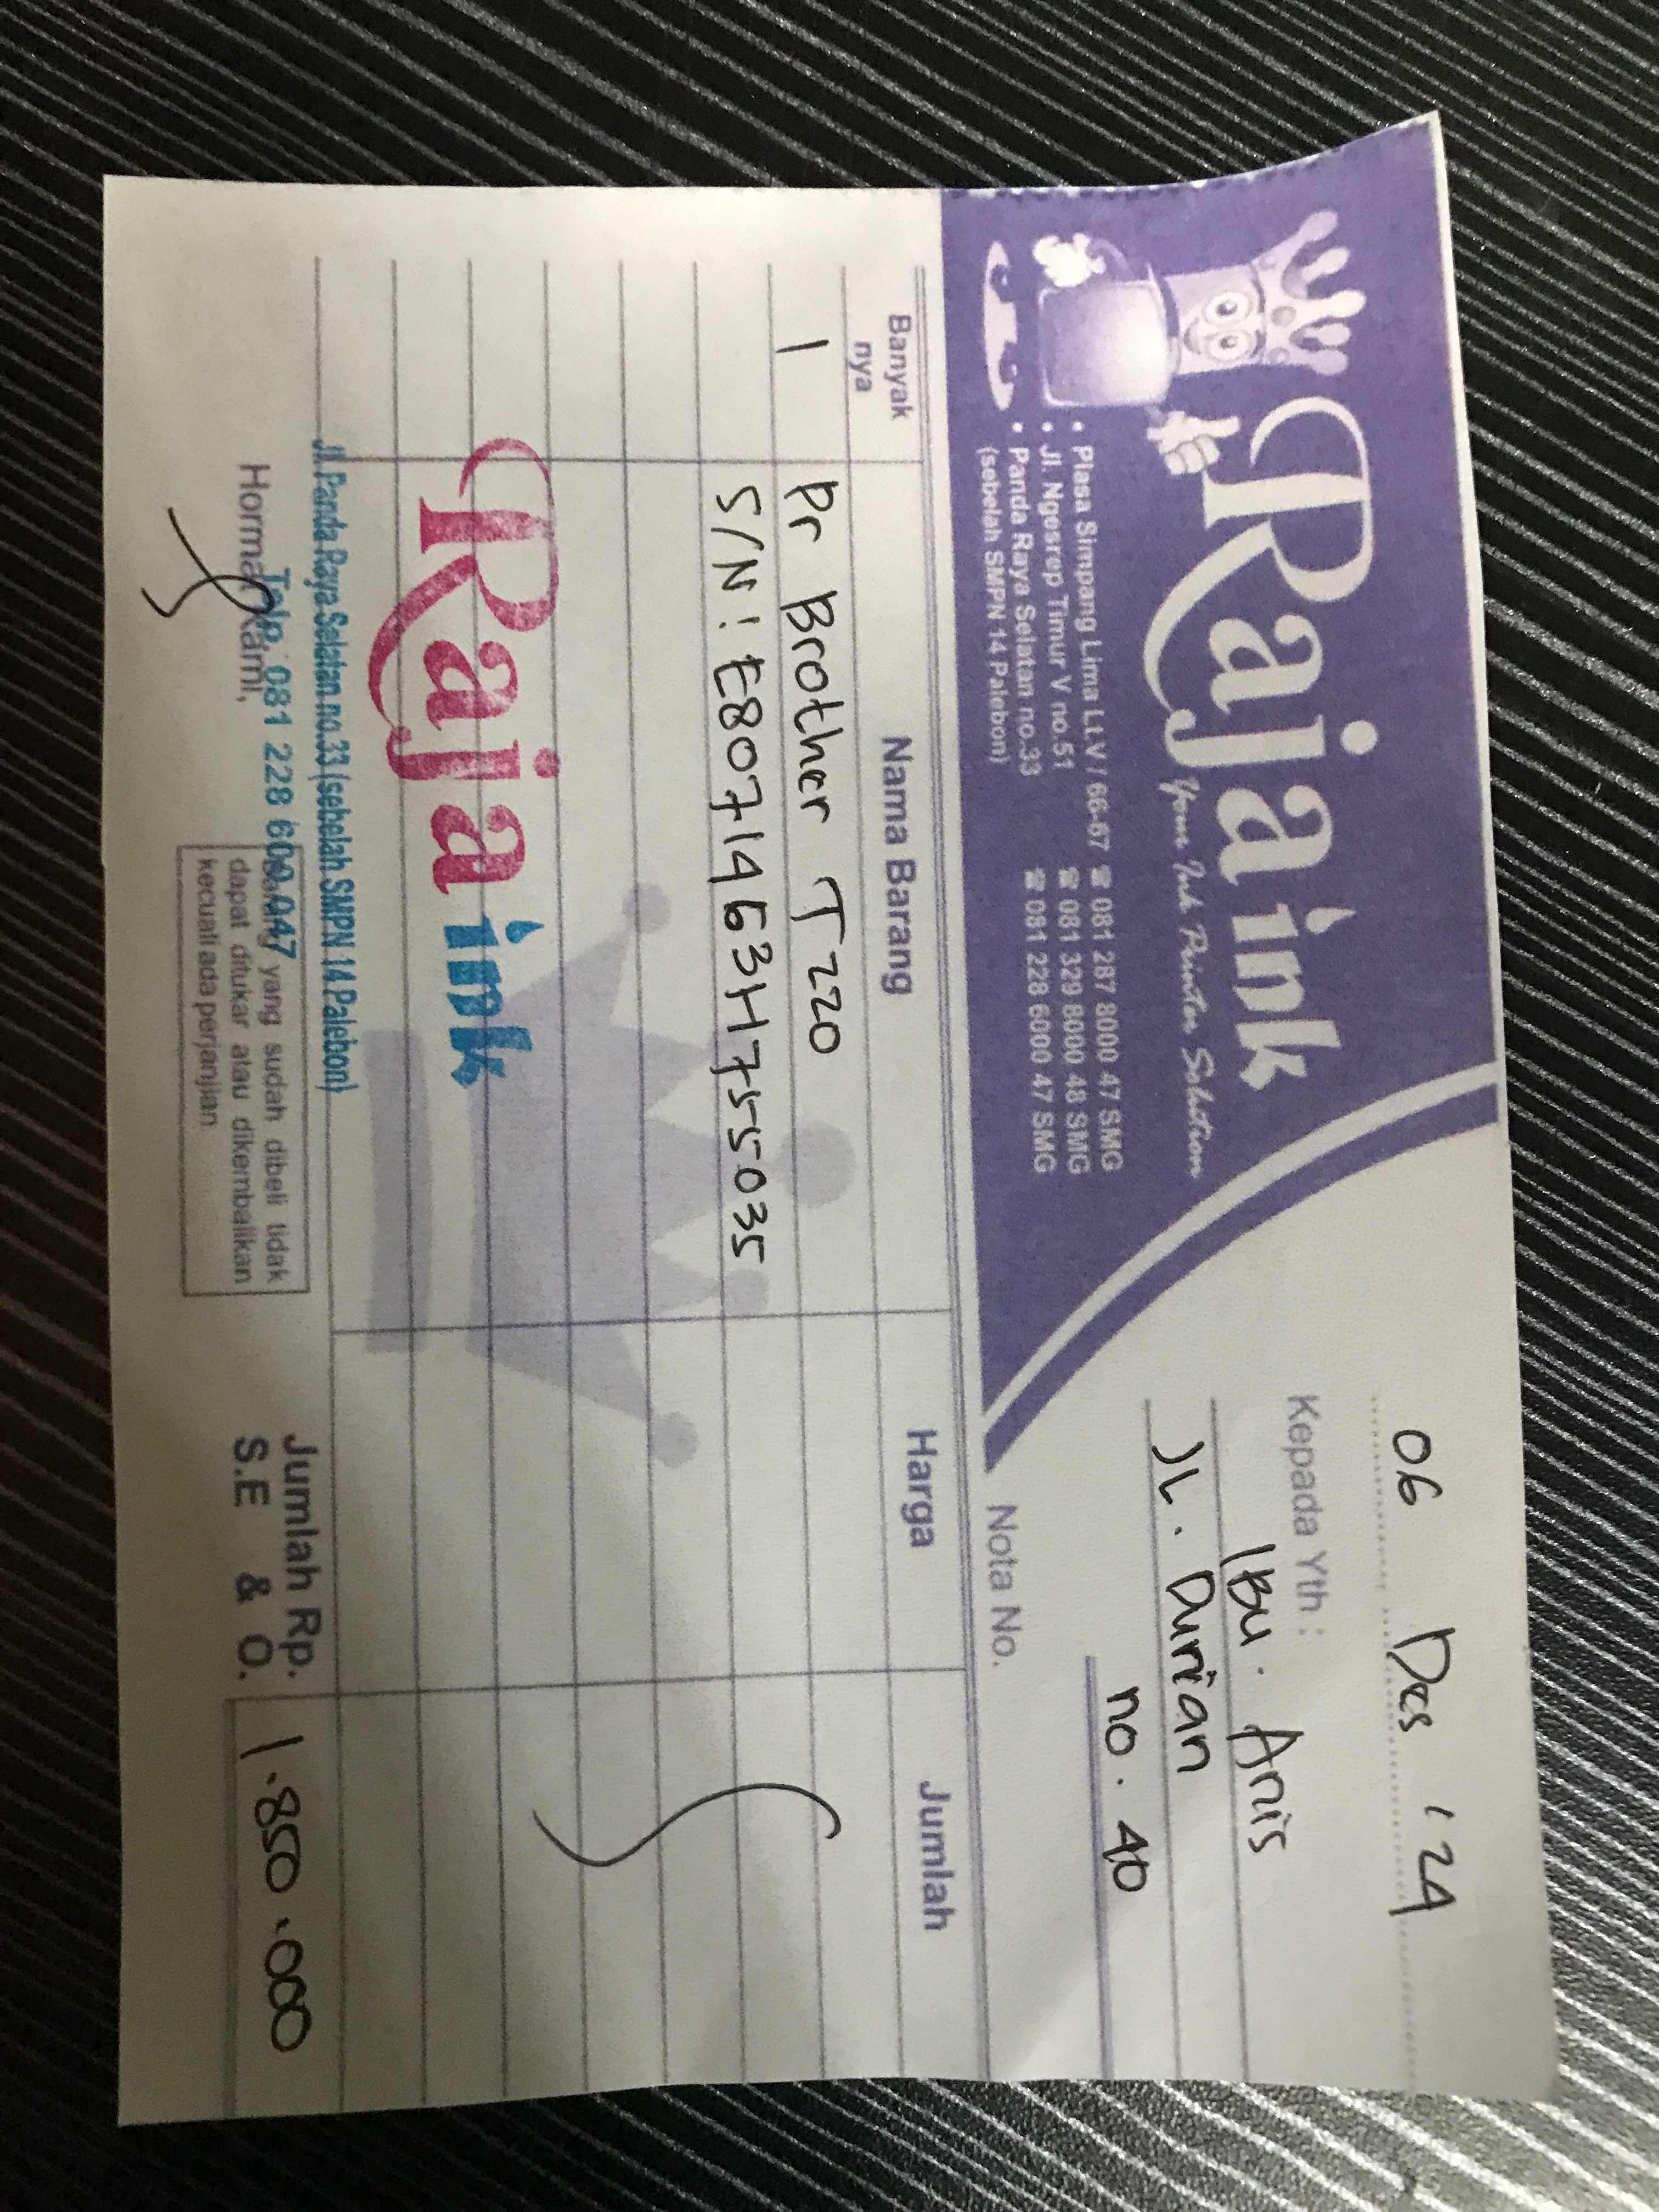 Raja ink
Your Ink Printer Solution
• Plasa Simpang Lima Lt.V / 66-67 ☎ 081 287 8000 47 SMG
• Jl. Ngesrep Timur V no.51 ☎ 081 329 8000 48 SMG
• Panda Raya Selatan no.33 ☎ 081 228 6000 47 SMG
(sebelah SMPN 14 Palebon)
06 Des '24
Kepada Yth :
Ibu. Anis
JL. Durian
no. 40
Nota No.
Banyak nya Nama Barang Harga Jumlah
1 Pr Brother T220
S/N : E80714463H7555035
Raja ink
Jl.Panda Raya Selatan no.33 (sebelah SMPN 14 Palebon)
Telp. 081 228 600 047
Hormat Kami,
Barang yang sudah dibeli tidak
dapat ditukar atau dikembalikan
kecuali ada perjanjian
Jumlah Rp. 1.850.000
S.E & O.